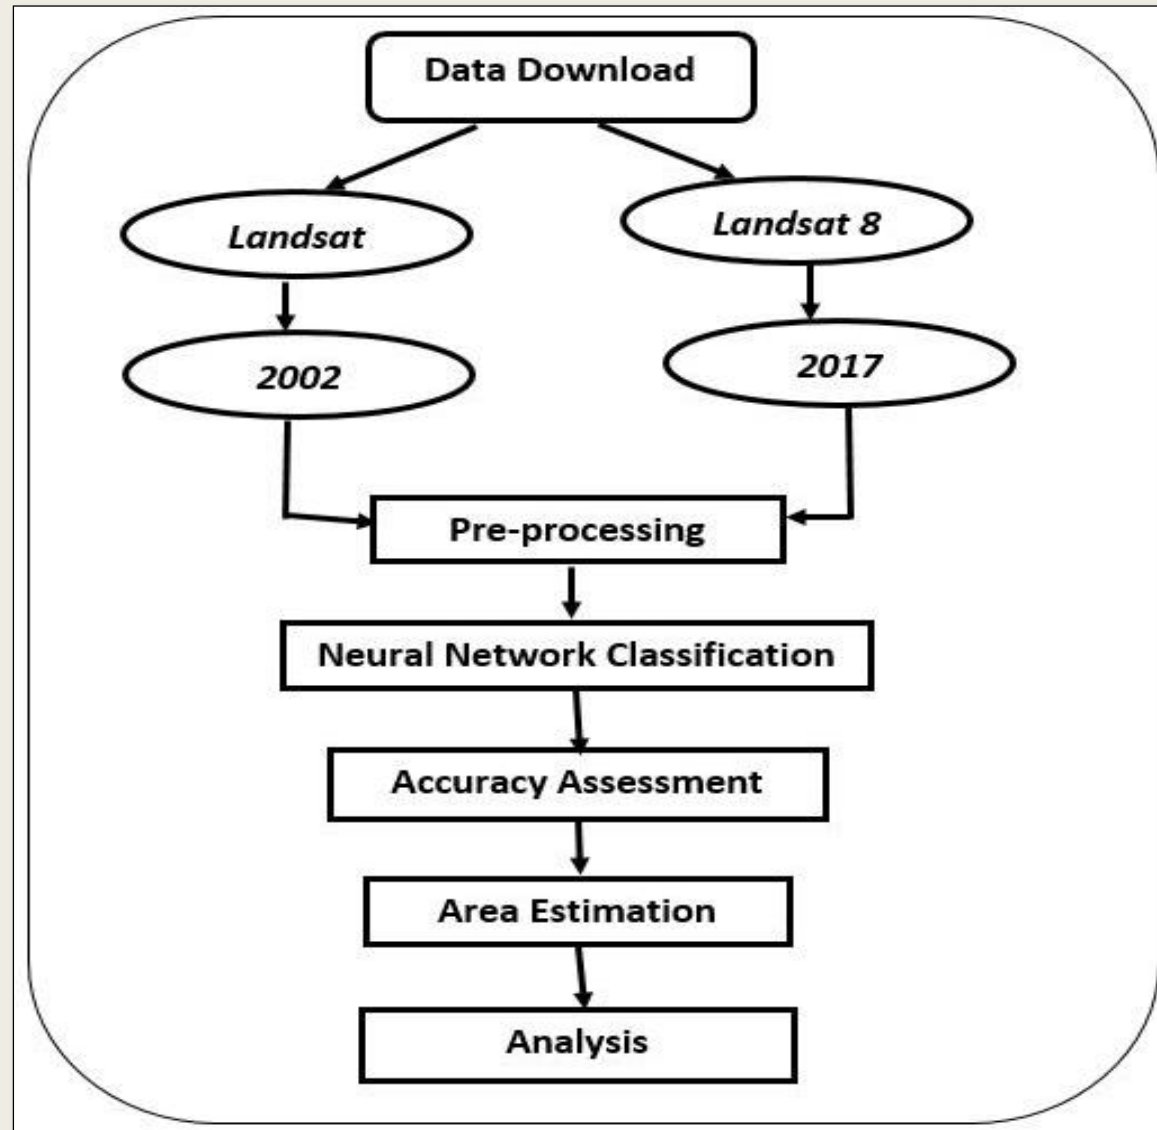 Data Download
Landsat
Landsat 8
2002
2017
Pre-processing
Neural Network Classification
Accuracy Assessment
Area Estimation
Analysis